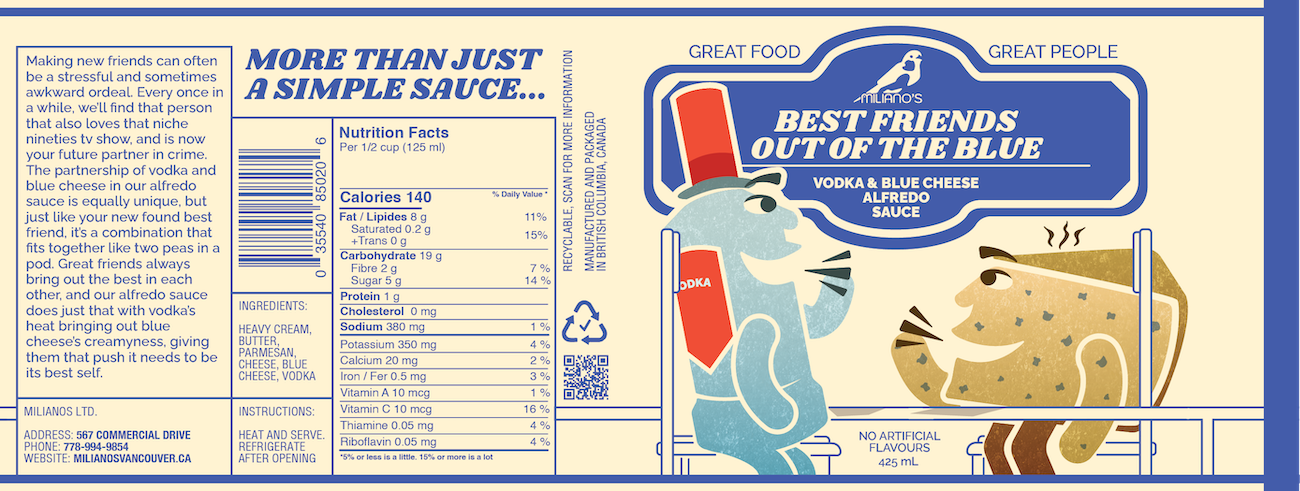 Making new friends can often
be a stressful and sometimes
awkward ordeal. Every once in
a while, we'll find that person
that also loves that niche
nineties tv show, and is now
your future partner in crime.
The partnership of vodka and
blue cheese in our alfredo
sauce is equally unique, but
just like your new found best
friend, it's a combination that
fits together like two peas in a
pod. Great friends always
bring out the best in each
other, and our alfredo sauce
does just that with vodka's
heat bringing out blue
cheese's creamyness, giving
them that push it needs to be
its best self.
MILIANOS LTD.
ADDRESS: 567 COMMERCIAL DRIVE
PHONE: 778-994-9854
WEBSITE: MILIANOSVANCOUVER.CA
MORE THAN JUST
A SIMPLE SAUCE...
0 35540 85020 6
INGREDIENTS:
HEAVY CREAM,
BUTTER,
PARMESAN,
CHEESE, BLUE
CHEESE, VODKA
INSTRUCTIONS:
HEAT AND SERVE.
REFRIGERATE
AFTER OPENING
Nutrition Facts
Per 1/2 cup (125 ml)
Calories 140 % Daily Value *
Fat / Lipides 8 g 11%
Saturated 0.2 g
+Trans 0 g 15%
Carbohydrate 19 g
Fibre 2 g 7 %
Sugar 5 g 14 %
Protein 1 g
Cholesterol 0 mg
Sodium 380 mg 1 %
Potassium 350 mg 4 %
Calcium 20 mg 2 %
Iron / Fer 0.5 mg 3 %
Vitamin A 10 mcg 1 %
Vitamin C 10 mcg 16 %
Thiamine 0.05 mg 4 %
Riboflavin 0.05 mg 4 %
*5% or less is a little. 15% or more is a lot
RECYCLABLE, SCAN FOR MORE INFORMATION
MANUFACTURED AND PACKAGED
IN BRITISH COLUMBIA, CANADA
GREAT FOOD
GREAT PEOPLE
MILIANO'S
BEST FRIENDS
OUT OF THE BLUE
VODKA & BLUE CHEESE
ALFREDO
SAUCE
ODKA
NO ARTIFICIAL
FLAVOURS
425 mL